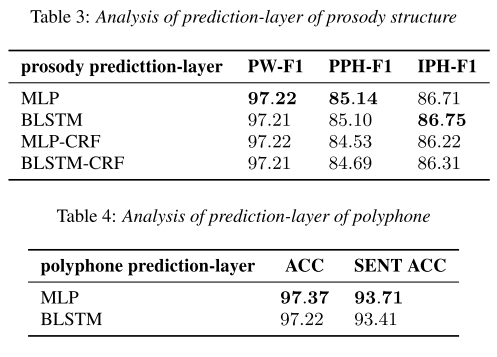 Table 3: Analysis of prediction-layer of prosody structure
prosody predicttion-layer PW-F1 PPH-F1 IPH-F1
MLP 97.22 85.14 86.71
BLSTM 97.21 85.10 86.75
MLP-CRF 97.22 84.53 86.22
BLSTM-CRF 97.21 84.69 86.31
Table 4: Analysis of prediction-layer of polyphone
polyphone prediction-layer ACC SENT ACC
MLP 97.37 93.71
BLSTM 97.22 93.41